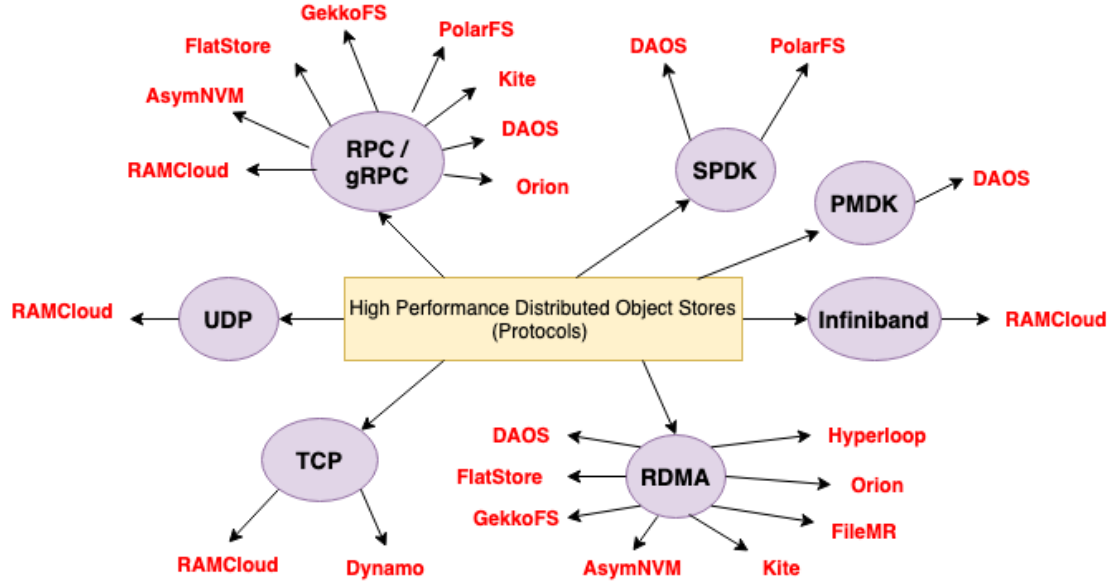 GekkoFS
PolarFS
FlatStore
Kite
AsymNVM
DAOS
RAMCloud
Orion
RPC /
gRPC
DAOS
PolarFS
SPDK
PMDK
DAOS
High Performance Distributed Object Stores
(Protocols)
UDP
RAMCloud
Infiniband
RAMCloud
TCP
RAMCloud
Dynamo
RDMA
DAOS
Hyperloop
FlatStore
Orion
GekkoFS
FileMR
AsymNVM
Kite